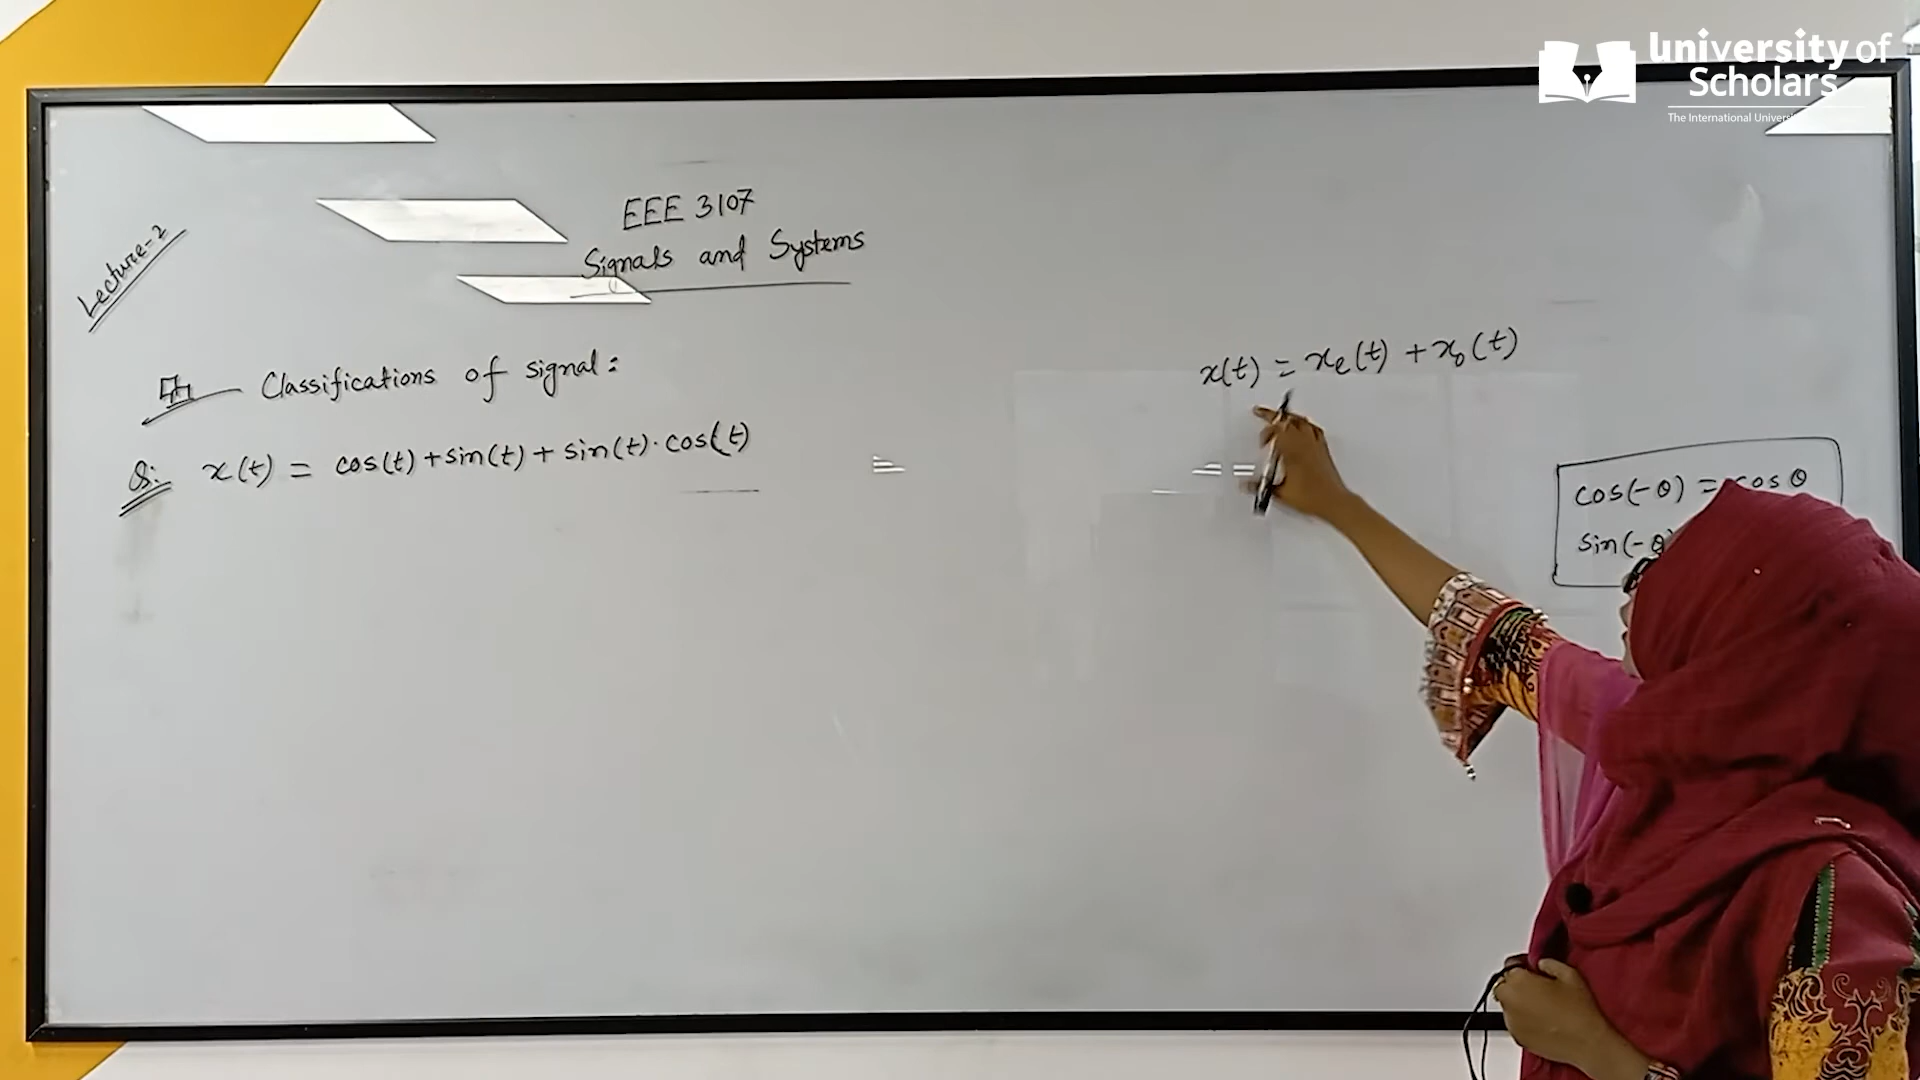 University of
Scholars
The International
Lecture-2
EEE 3107
Signals and Systems
Classifications of signal:
Q: x(t) = cos(t) + sin(t) + sin(t) · cos(t)
x(t) = xₑ(t) + xₒ(t)
cos(-θ) = cos θ
sin(-θ